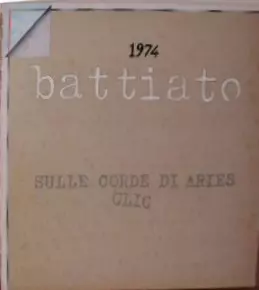 1974
battiato
SULLE CORDE DI ARIES
CLIC